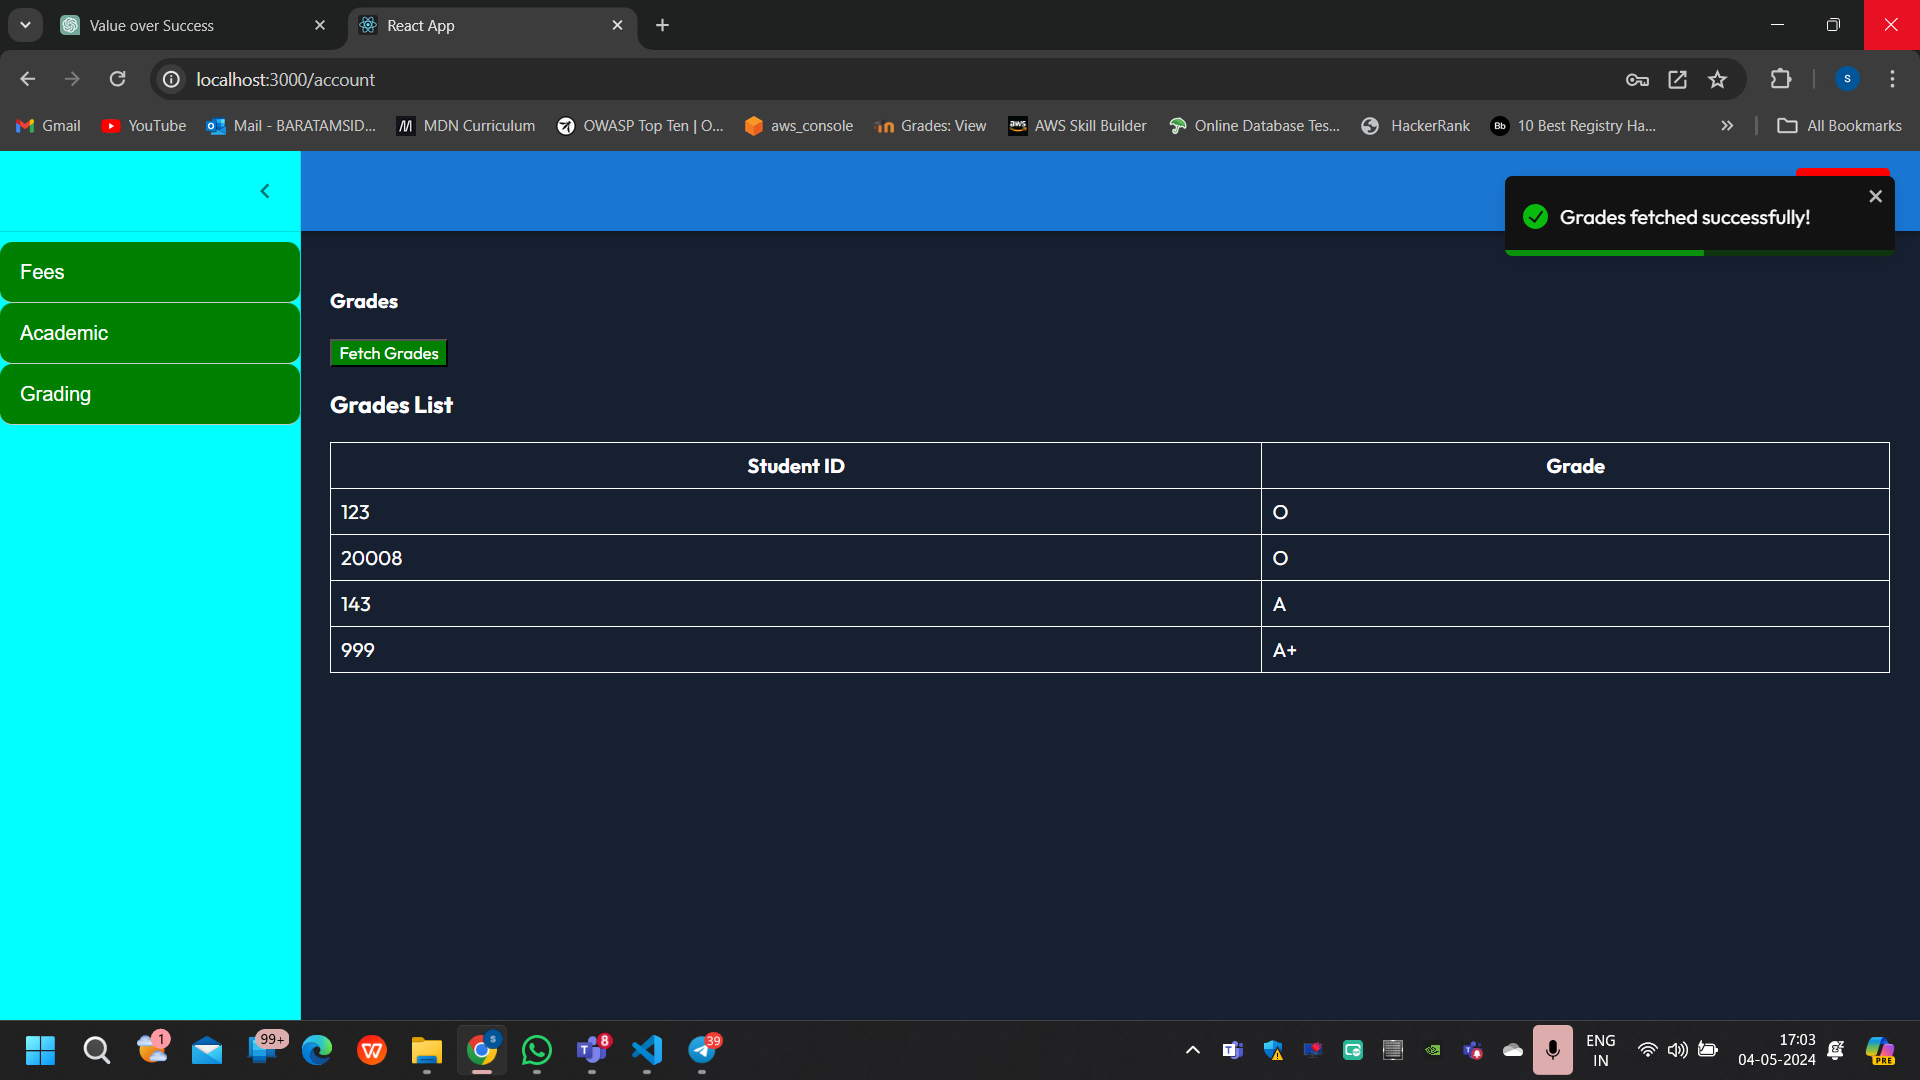 Value over Success
React App
localhost:3000/account
S
Gmail
YouTube
Mail - BARATAMSID...
MDN Curriculum
OWASP Top Ten | O...
aws_console
Grades: View
AWS Skill Builder
Online Database Tes...
HackerRank
Bb
10 Best Registry Ha...
All Bookmarks
Grades fetched successfully!
Fees
Academic
Grading
Grades
Fetch Grades
Grades List
Student ID Grade
123 O
20008 O
143 A
999 A+
1
99+
8
39
ENG
IN
17:03
04-05-2024
PRE